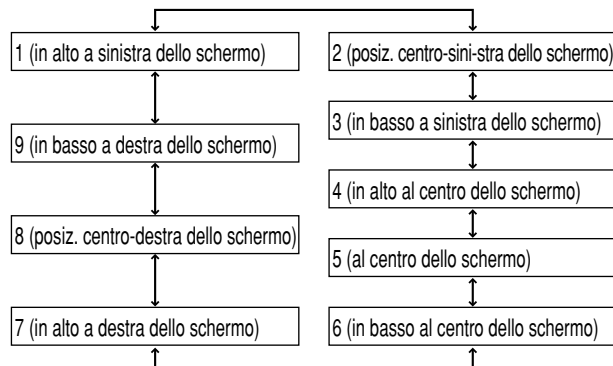 1 (in alto a sinistra dello schermo)
2 (posiz. centro-sini-stra dello schermo)
9 (in basso a destra dello schermo)
3 (in basso a sinistra dello schermo)
8 (posiz. centro-destra dello schermo)
4 (in alto al centro dello schermo)
5 (al centro dello schermo)
7 (in alto a destra dello schermo)
6 (in basso al centro dello schermo)